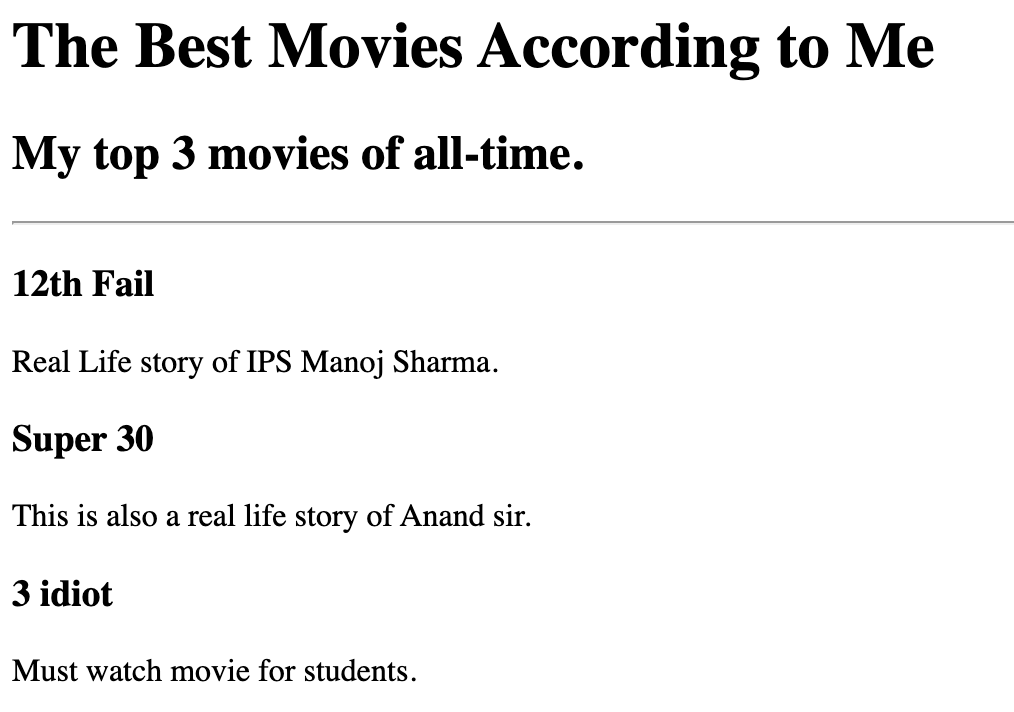 The Best Movies According to Me
My top 3 movies of all-time.
12th Fail
Real Life story of IPS Manoj Sharma.
Super 30
This is also a real life story of Anand sir.
3 idiot
Must watch movie for students.